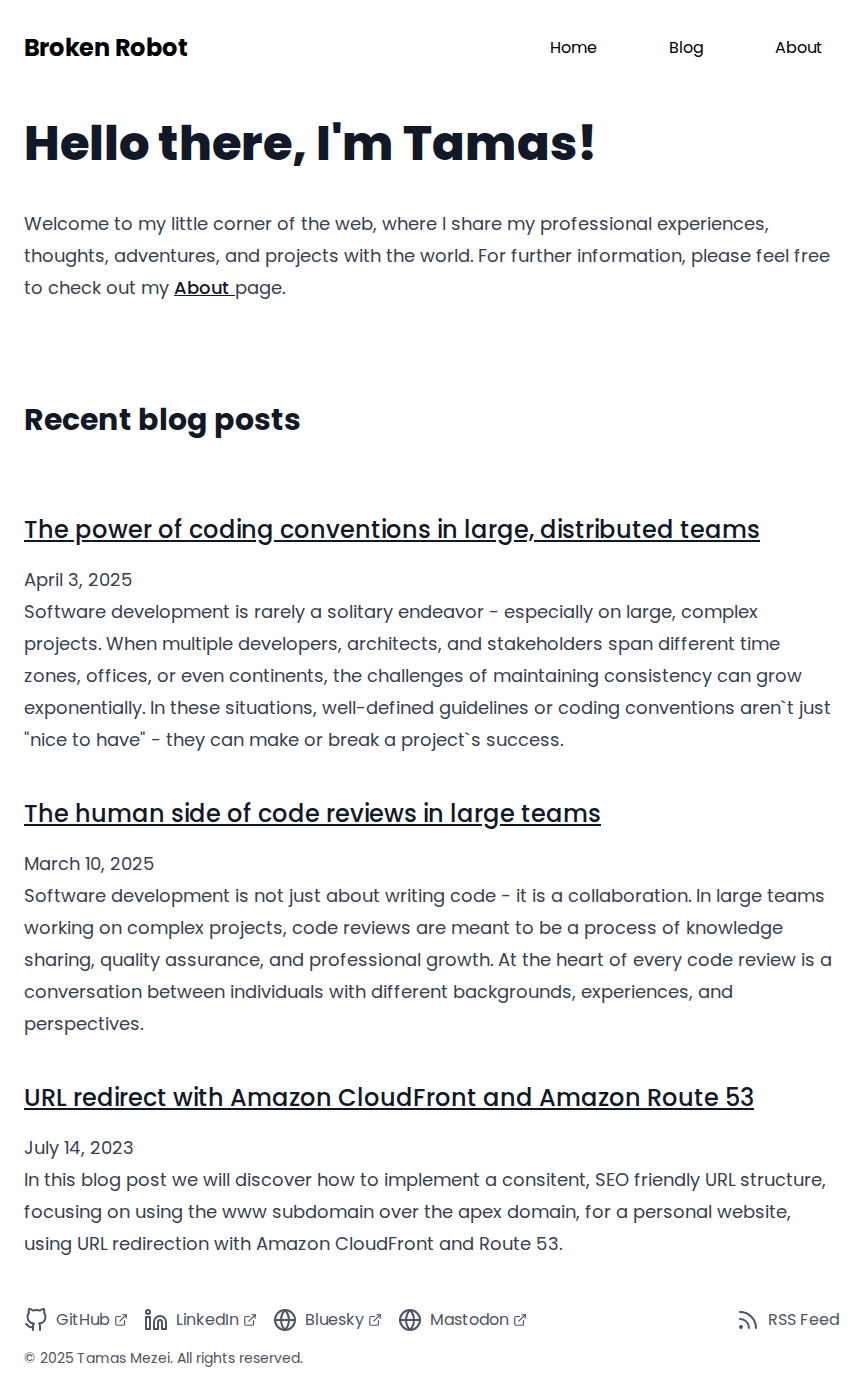 Broken Robot
Home
Blog
About
Hello there, I'm Tamas!
Welcome to my little corner of the web, where I share my professional experiences,
thoughts, adventures, and projects with the world. For further information, please feel free
to check out my About page.
Recent blog posts
The power of coding conventions in large, distributed teams
April 3, 2025
Software development is rarely a solitary endeavor - especially on large, complex
projects. When multiple developers, architects, and stakeholders span different time
zones, offices, or even continents, the challenges of maintaining consistency can grow
exponentially. In these situations, well-defined guidelines or coding conventions aren`t just
"nice to have" - they can make or break a project`s success.
The human side of code reviews in large teams
March 10, 2025
Software development is not just about writing code - it is a collaboration. In large teams
working on complex projects, code reviews are meant to be a process of knowledge
sharing, quality assurance, and professional growth. At the heart of every code review is a
conversation between individuals with different backgrounds, experiences, and
perspectives.
URL redirect with Amazon CloudFront and Amazon Route 53
July 14, 2023
In this blog post we will discover how to implement a consitent, SEO friendly URL structure,
focusing on using the www subdomain over the apex domain, for a personal website,
using URL redirection with Amazon CloudFront and Route 53.
GitHub
LinkedIn
Bluesky
Mastodon
RSS Feed
© 2025 Tamas Mezei. All rights reserved.